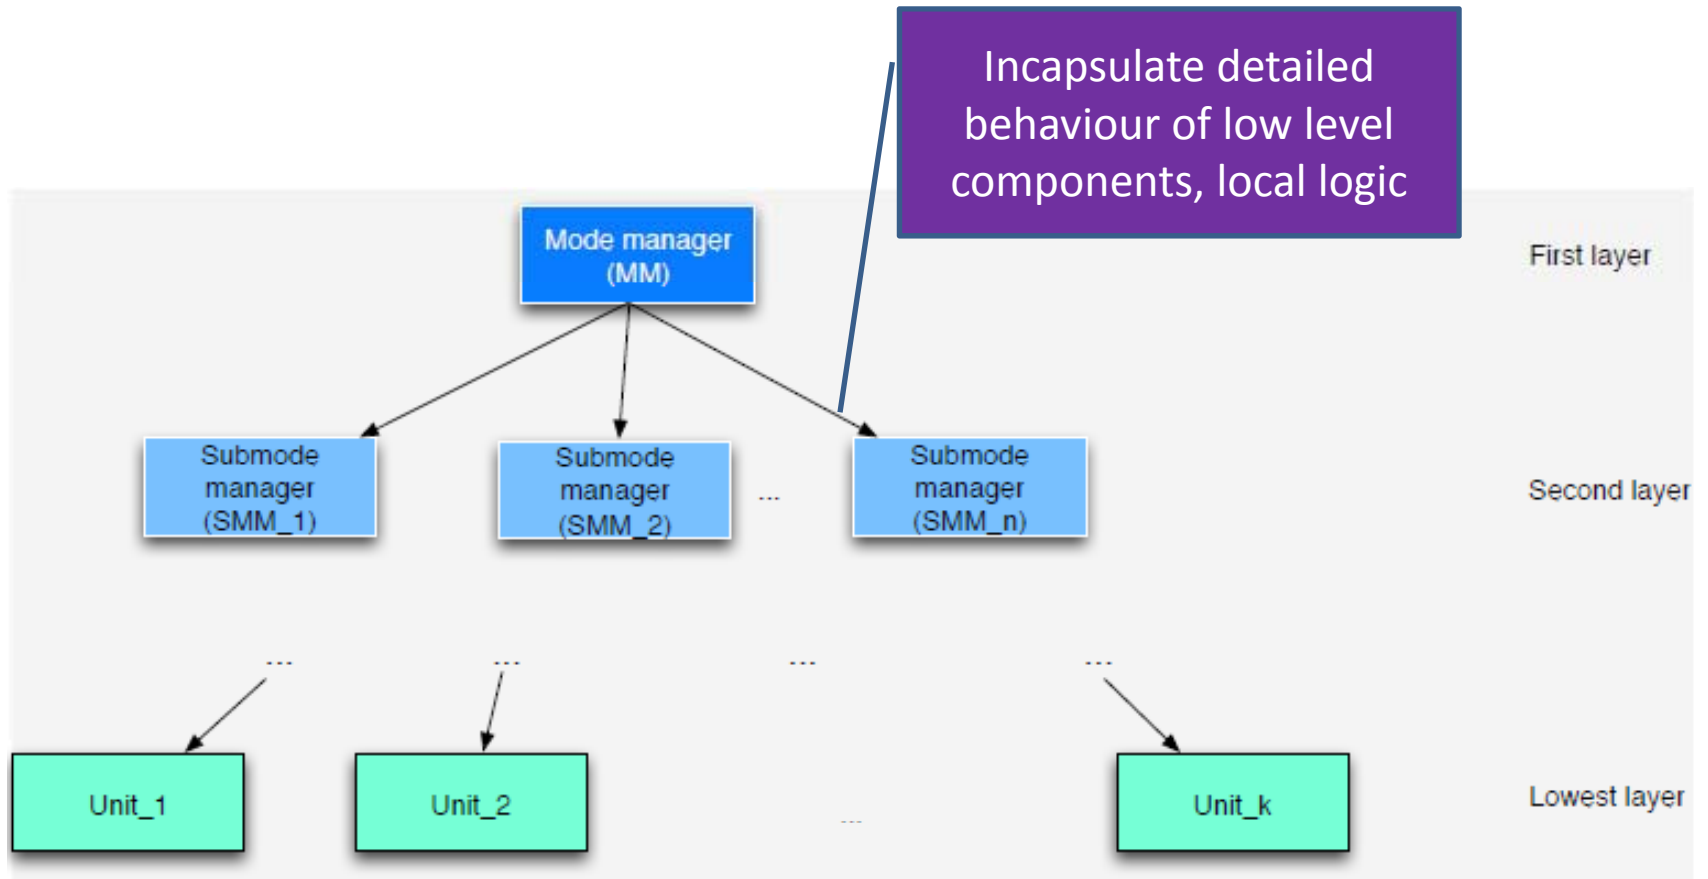 Incapsulate detailed
behaviour of low level
components, local logic
Mode manager
(MM)
First layer
Submode
manager
(SMM_1)
Submode
manager
(SMM_2)
...
Submode
manager
(SMM_n)
Second layer
...
...
...
...
Unit_1
Unit_2
...
Unit_k
Lowest layer